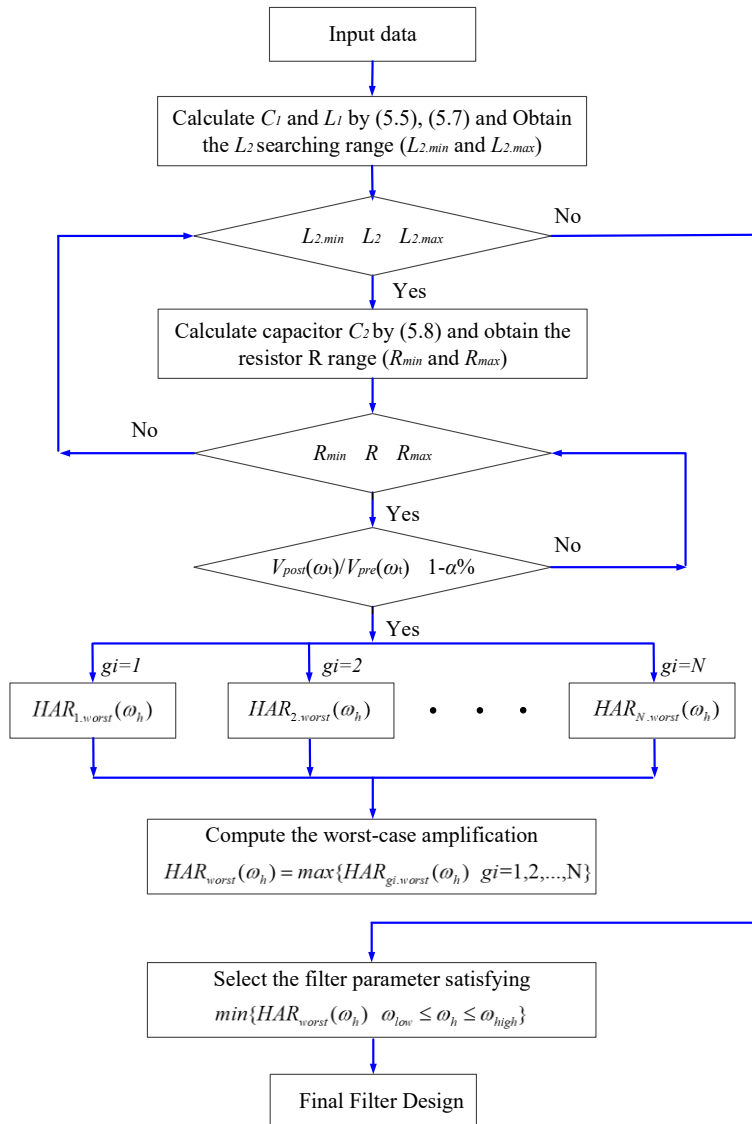 Input data
Calculate C1 and L1 by (5.5), (5.7) and Obtain
the L2 searching range (L2.min and L2.max)
No
L2.min L2 L2.max
Yes
Calculate capacitor C2 by (5.8) and obtain the
resistor R range (Rmin and Rmax)
No
Rmin R Rmax
Yes
Vpost(ωt)/Vpre(ωt) 1-α%
No
Yes
gi=1 gi=2 gi=N
HAR1.worst(ωh) HAR2.worst(ωh) • • • HARN.worst(ωh)
Compute the worst-case amplification
HARworst(ωh) = max{HARgi.worst(ωh) gi=1,2,...,N}
Select the filter parameter satisfying
min{HARworst(ωh) ωlow ≤ ωh ≤ ωhigh}
Final Filter Design